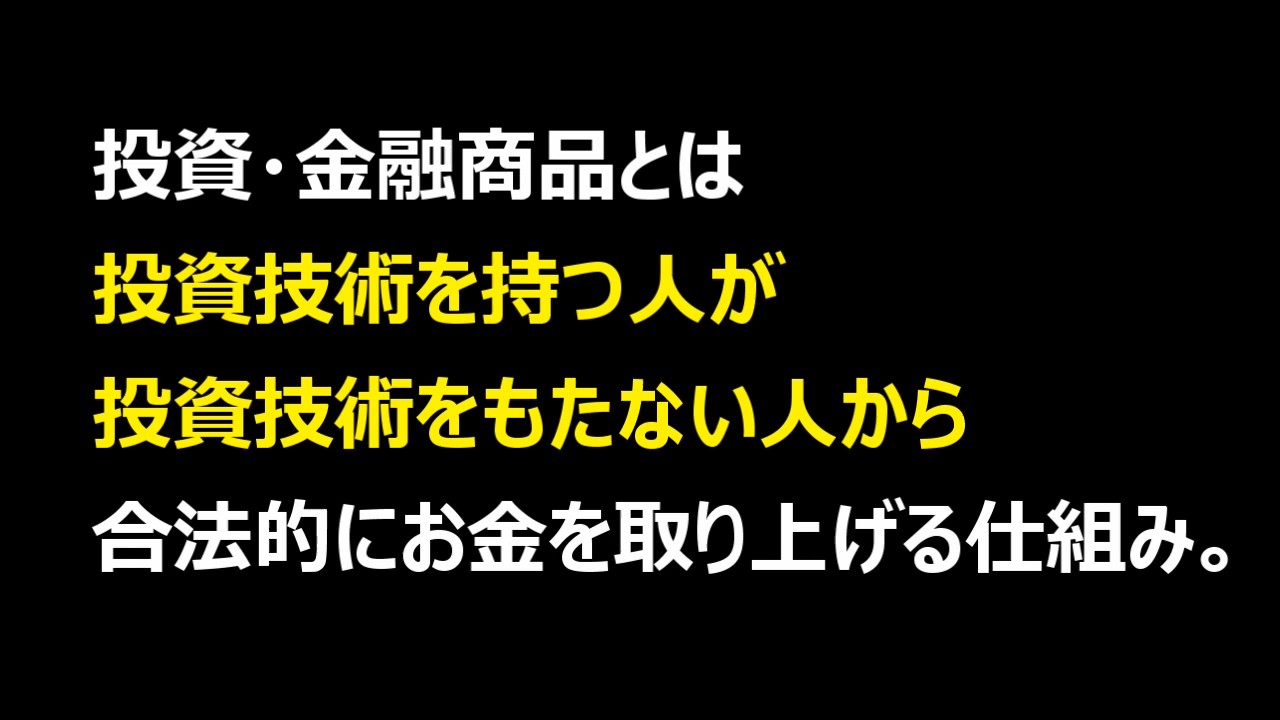 投資・金融商品とは
投資技術を持つ人が
投資技術をもたない人から
合法的にお金を取り上げる仕組み。